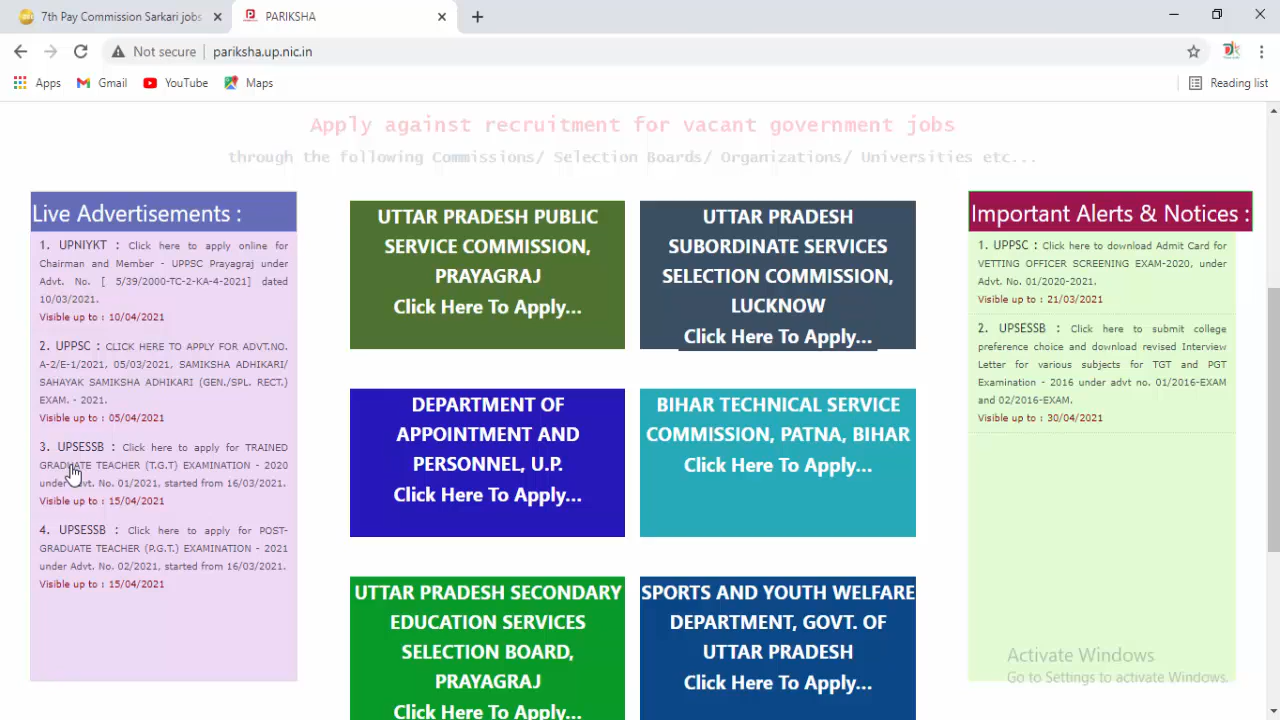 7th Pay Commission Sarkari jobs
PARIKSHA
Not secure
pariksha.up.nic.in
Apps
Gmail
YouTube
Maps
Reading list
Apply against recruitment for vacant government jobs
through the following Commissions/ Selection Boards/ Organizations/ Universities etc...
Live Advertisements :
1. UPNIYKT : Click here to apply online for
Chairman and Member - UPPSC Prayagraj under
Advt. No. [ 5/39/2000-TC-2-KA-4-2021] dated
10/03/2021.
Visible up to : 10/04/2021
2. UPPSC : CLICK HERE TO APPLY FOR ADVT.NO.
A-2/E-1/2021, 05/03/2021, SAMIKSHA ADHIKARI/
SAHAYAK SAMIKSHA ADHIKARI (GEN./SPL. RECT.)
EXAM. - 2021.
Visible up to : 05/04/2021
3. UPSESSB : Click here to apply for TRAINED
GRADUATE TEACHER (T.G.T) EXAMINATION - 2020
under Advt. No. 01/2021, started from 16/03/2021.
Visible up to : 15/04/2021
4. UPSESSB : Click here to apply for POST-
GRADUATE TEACHER (P.G.T.) EXAMINATION - 2021
under Advt. No. 02/2021, started from 16/03/2021.
Visible up to : 15/04/2021
UTTAR PRADESH PUBLIC
SERVICE COMMISSION,
PRAYAGRAJ
Click Here To Apply...
UTTAR PRADESH
SUBORDINATE SERVICES
SELECTION COMMISSION,
LUCKNOW
Click Here To Apply...
DEPARTMENT OF
APPOINTMENT AND
PERSONNEL, U.P.
Click Here To Apply...
BIHAR TECHNICAL SERVICE
COMMISSION, PATNA, BIHAR
Click Here To Apply...
UTTAR PRADESH SECONDARY
EDUCATION SERVICES
SELECTION BOARD,
PRAYAGRAJ
Click Here To Apply...
SPORTS AND YOUTH WELFARE
DEPARTMENT, GOVT. OF
UTTAR PRADESH
Click Here To Apply...
Important Alerts & Notices :
1. UPPSC : Click here to download Admit Card for
VETTING OFFICER SCREENING EXAM-2020, under
Advt. No. 01/2020-2021.
Visible up to : 21/03/2021
2. UPSESSB : Click here to submit college
preference choice and download revised Interview
Letter for various subjects for TGT and PGT
Examination - 2016 under advt no. 01/2016-EXAM
and 02/2016-EXAM.
Visible up to : 30/04/2021
Activate Windows
Go to Settings to activate Windows.